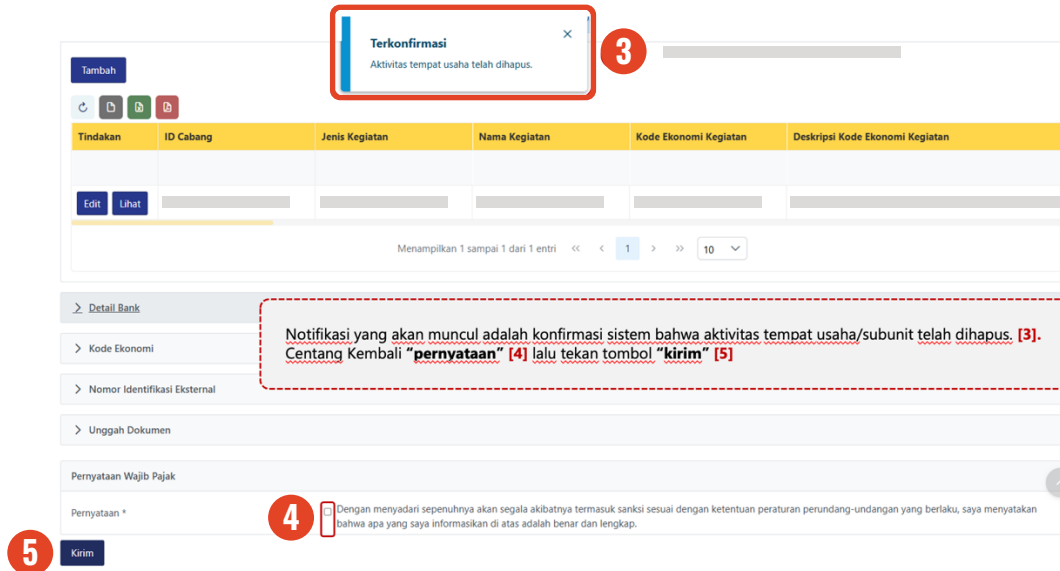 Terkonfirmasi
Aktivitas tempat usaha telah dihapus.
3
Tambah
Tindakan ID Cabang Jenis Kegiatan Nama Kegiatan Kode Ekonomi Kegiatan Deskripsi Kode Ekonomi Kegiatan
Edit Lihat
Menampilkan 1 sampai 1 dari 1 entri << < 1 > >> 10
> Detail Bank
Notifikasi yang akan muncul adalah konfirmasi sistem bahwa aktivitas tempat usaha/subunit telah dihapus. [3].
Centang Kembali “pernyataan” [4] lalu tekan tombol “kirim” [5]
> Kode Ekonomi
> Nomor Identifikasi Eksternal
> Unggah Dokumen
Pernyataan Wajib Pajak
Pernyataan *
4
Dengan menyadari sepenuhnya akan segala akibatnya termasuk sanksi sesuai dengan ketentuan peraturan perundang-undangan yang berlaku, saya menyatakan
bahwa apa yang saya informasikan di atas adalah benar dan lengkap.
5
Kirim